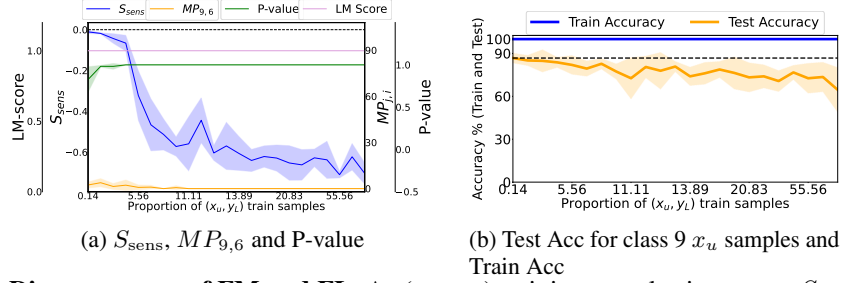 S_sens MP_9,6 P-value LM Score
0.0
−0.2
−0.4
−0.6
0.0
0.5
1.0
LM-score
S_sens
90
60
30
0
MP_j,i
1.0
0.5
0.0
−0.5
P-value
0.14 5.56 11.11 13.89 20.83 55.56
Proportion of (x_u, y_L) train samples
(a) S_sens, MP_9,6 and P-value
Train Accuracy Test Accuracy
100
90
60
30
0
Accuracy % (Train and Test)
0.14 5.56 11.11 13.89 20.83 55.56
Proportion of (x_u, y_L) train samples
(b) Test Acc for class 9 x_u samples and
Train Acc